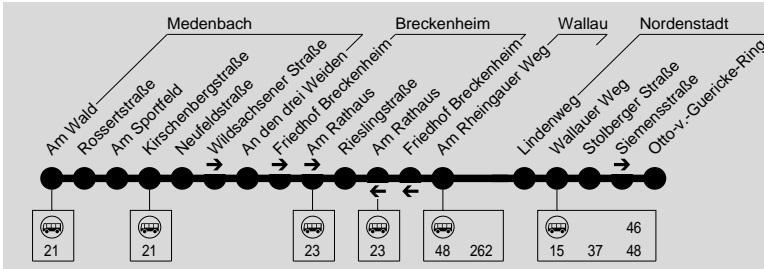 Medenbach
Breckenheim
Wallau
Nordenstadt
Am Wald
Rossertstraße
Am Sportfeld
Kirschenbergstraße
Neufeldstraße
Wildsachsener Straße
An den drei Weiden
Friedhof Breckenheim
Am Rathaus
Rieslingstraße
Am Rathaus
Friedhof Breckenheim
Am Rheingauer Weg
Lindenweg
Wallauer Weg
Stolberger Straße
Siemensstraße
Otto-v.-Guericke-Ring
21
21
23
23
48 262
46
15 37 48